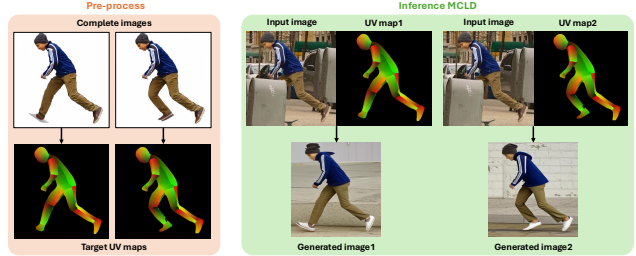 Pre-process
Inference MCLD
Complete images
Input image
UV map1
Input image
UV map2
Generated image1
Generated image2
Target UV maps